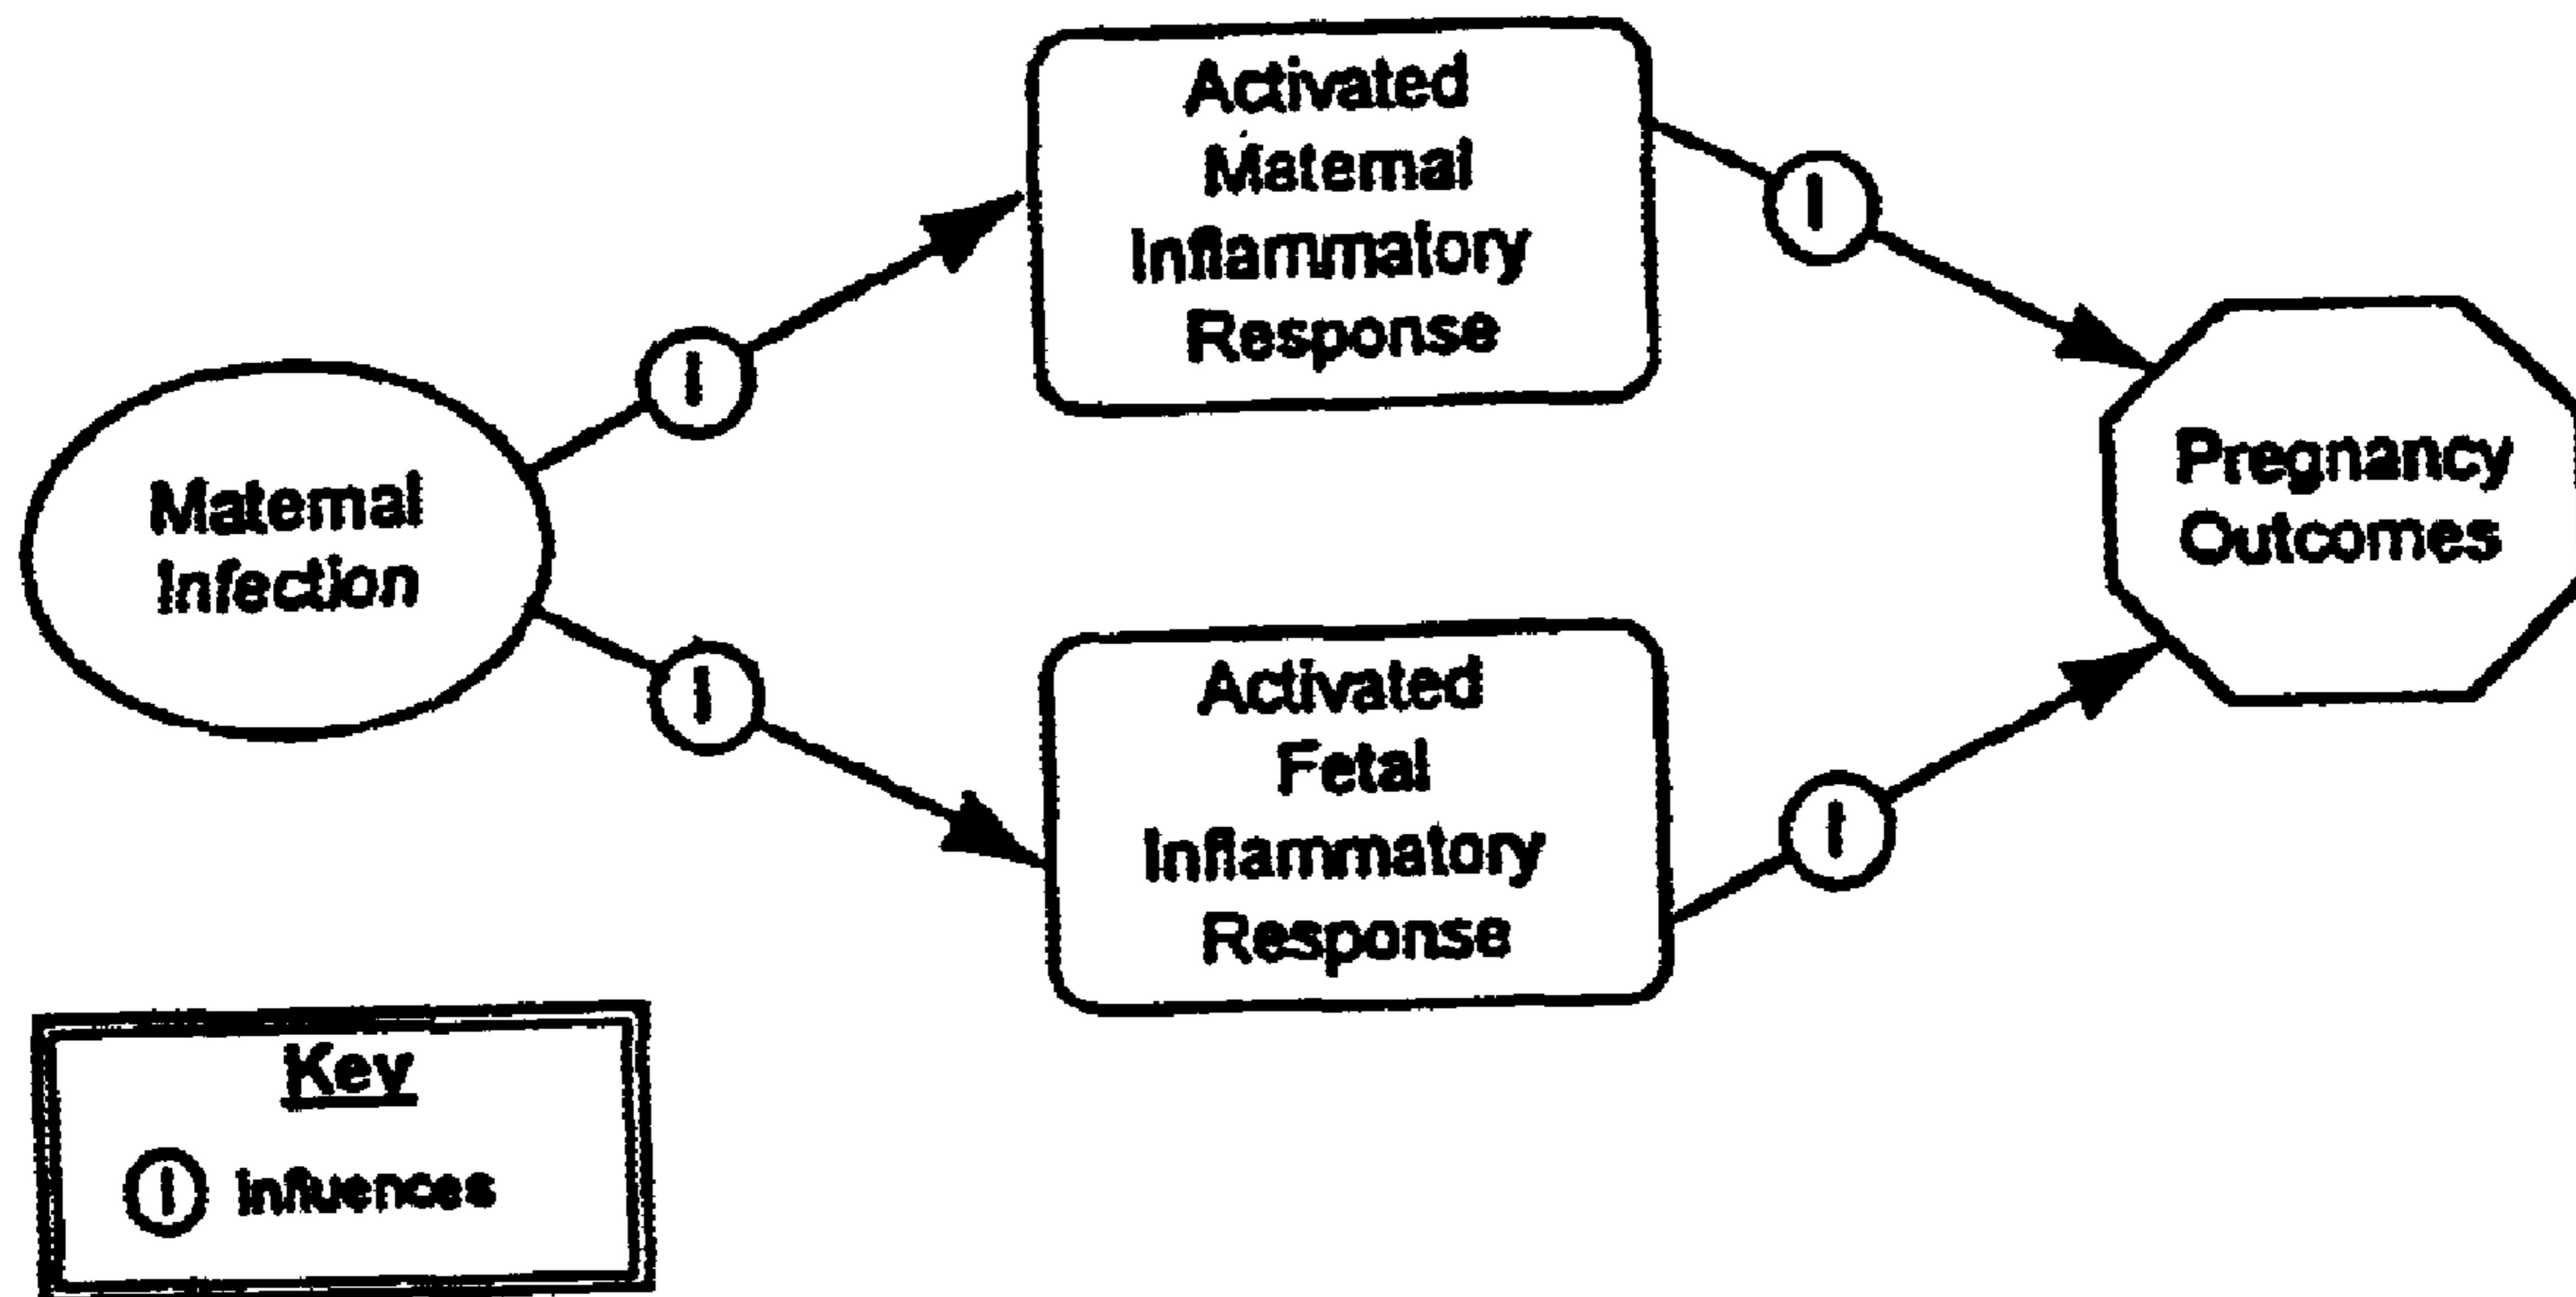 Activated
Maternal
Inflammatory
Response
I
I
Maternal
Infection
Pregnancy
Outcomes
I
Activated
Fetal
Inflammatory
Response
I
Key
I Influences